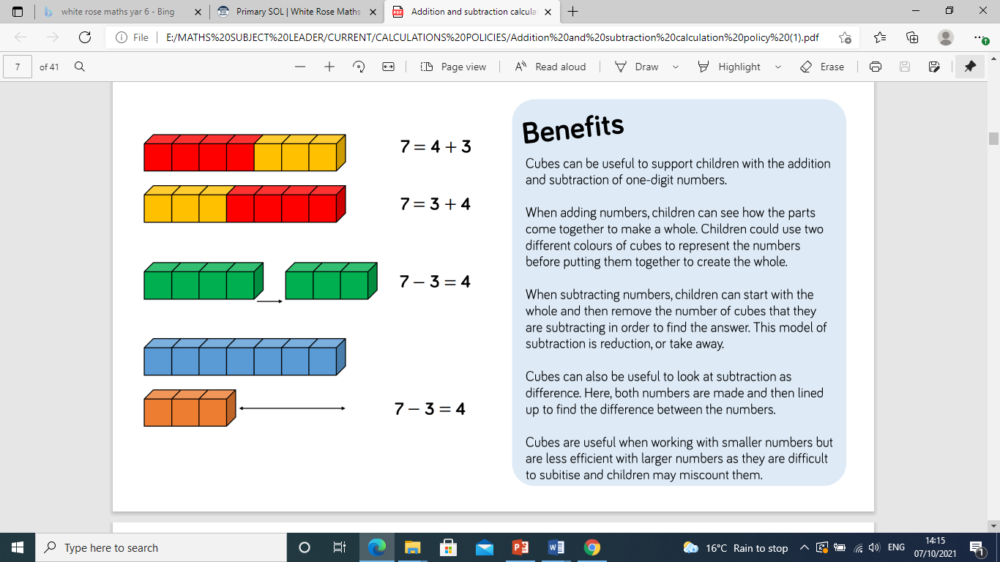 white rose maths yar 6 - Bing
Primary SOL | White Rose Maths
Addition and subtraction calcula
File
E:/MATHS%20SUBJECT%20LEADER/CURRENT/CALCULATIONS%20POLICIES/Addition%20and%20subtraction%20calculation%20policy%20(1).pdf
7 of 41
Page view
Read aloud
Draw
Highlight
Erase
7 = 4 + 3
7 = 3 + 4
7 − 3 = 4
7 − 3 = 4
Benefits
Cubes can be useful to support children with the addition
and subtraction of one-digit numbers.
When adding numbers, children can see how the parts
come together to make a whole. Children could use two
different colours of cubes to represent the numbers
before putting them together to create the whole.
When subtracting numbers, children can start with the
whole and then remove the number of cubes that they
are subtracting in order to find the answer. This model of
subtraction is reduction, or take away.
Cubes can also be useful to look at subtraction as
difference. Here, both numbers are made and then lined
up to find the difference between the numbers.
Cubes are useful when working with smaller numbers but
are less efficient with larger numbers as they are difficult
to subitise and children may miscount them.
Type here to search
16°C Rain to stop
ENG
14:15
07/10/2021